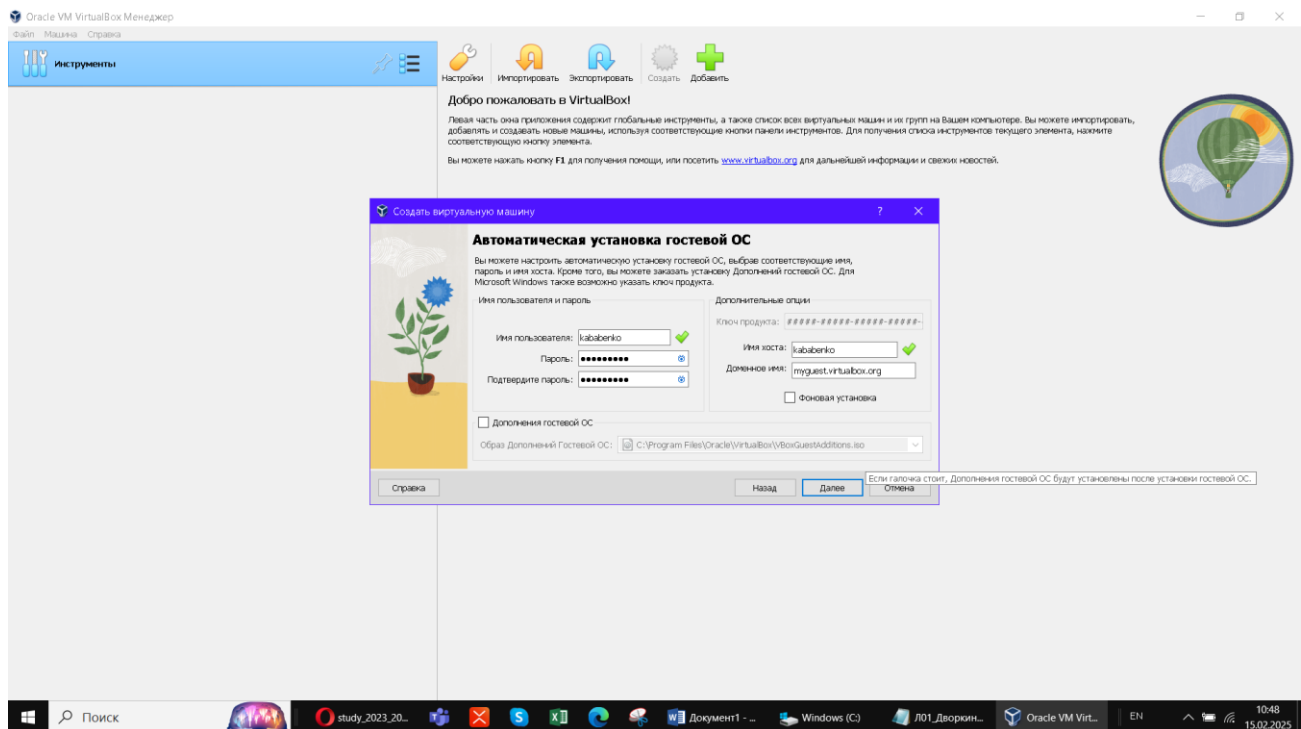 Oracle VM VirtualBox Менеджер
Файл Машина Справка
Инструменты
Настройки Импортировать Экспортировать Создать Добавить
Добро пожаловать в VirtualBox!
Левая часть окна приложения содержит глобальные инструменты, а также список всех виртуальных машин и их групп на Вашем компьютере. Вы можете импортировать,
добавлять и создавать новые машины, используя соответствующие кнопки панели инструментов. Для получения списка инструментов текущего элемента, нажмите
соответствующую кнопку элемента.
Вы можете нажать кнопку F1 для получения помощи, или посетить www.virtualbox.org для дальнейшей информации и свежих новостей.
Создать виртуальную машину ?
Автоматическая установка гостевой ОС
Вы можете настроить автоматическую установку гостевой ОС, выбрав соответствующие имя,
пароль и имя хоста. Кроме того, вы можете заказать установку Дополнений гостевой ОС. Для
Microsoft Windows также возможно указать ключ продукта.
Имя пользователя и пароль
Имя пользователя: kababenko
Пароль: •••••••••
Подтвердите пароль: •••••••••
Дополнительные опции
Ключ продукта: #####-#####-#####-#####-
Имя хоста: kababenko
Доменное имя: myguest.virtualbox.org
Фоновая установка
Дополнения гостевой ОС
Образ Дополнений Гостевой ОС: C:\Program Files\Oracle\VirtualBox\VBoxGuestAdditions.iso
Справка Назад Далее Отмена
Если галочка стоит, Дополнения гостевой ОС будут установлены после установки гостевой ОС.
Поиск study_2023_20... Документ1 - ... Windows (C:) Л01_Дворкин... Oracle VM Virt... EN 10:48
15.02.2025